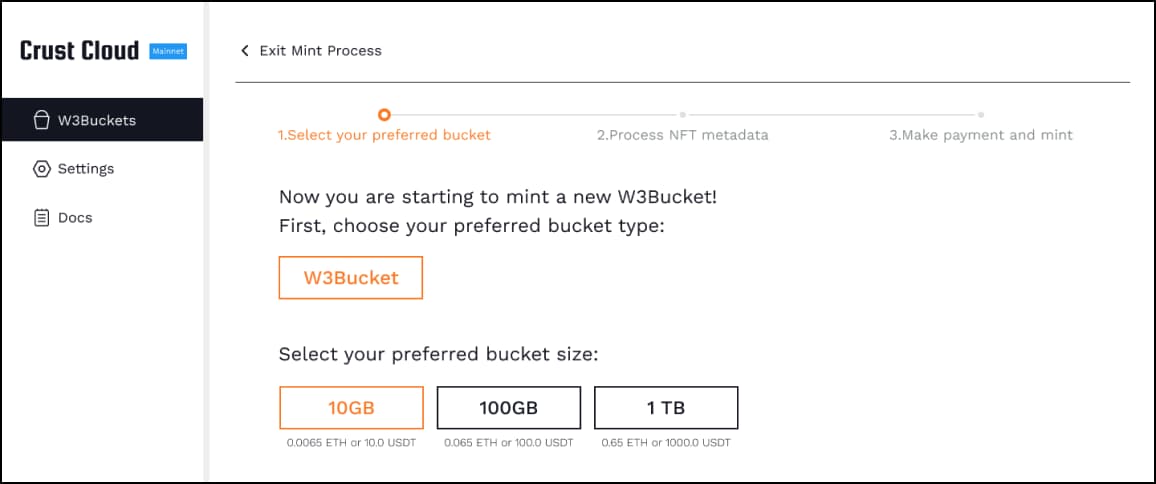 Crust Cloud Mainnet
W3Buckets
Settings
Docs
Exit Mint Process
1.Select your preferred bucket
2.Process NFT metadata
3.Make payment and mint
Now you are starting to mint a new W3Bucket!
First, choose your preferred bucket type:
W3Bucket
Select your preferred bucket size:
10GB
100GB
1 TB
0.0065 ETH or 10.0 USDT
0.065 ETH or 100.0 USDT
0.65 ETH or 1000.0 USDT